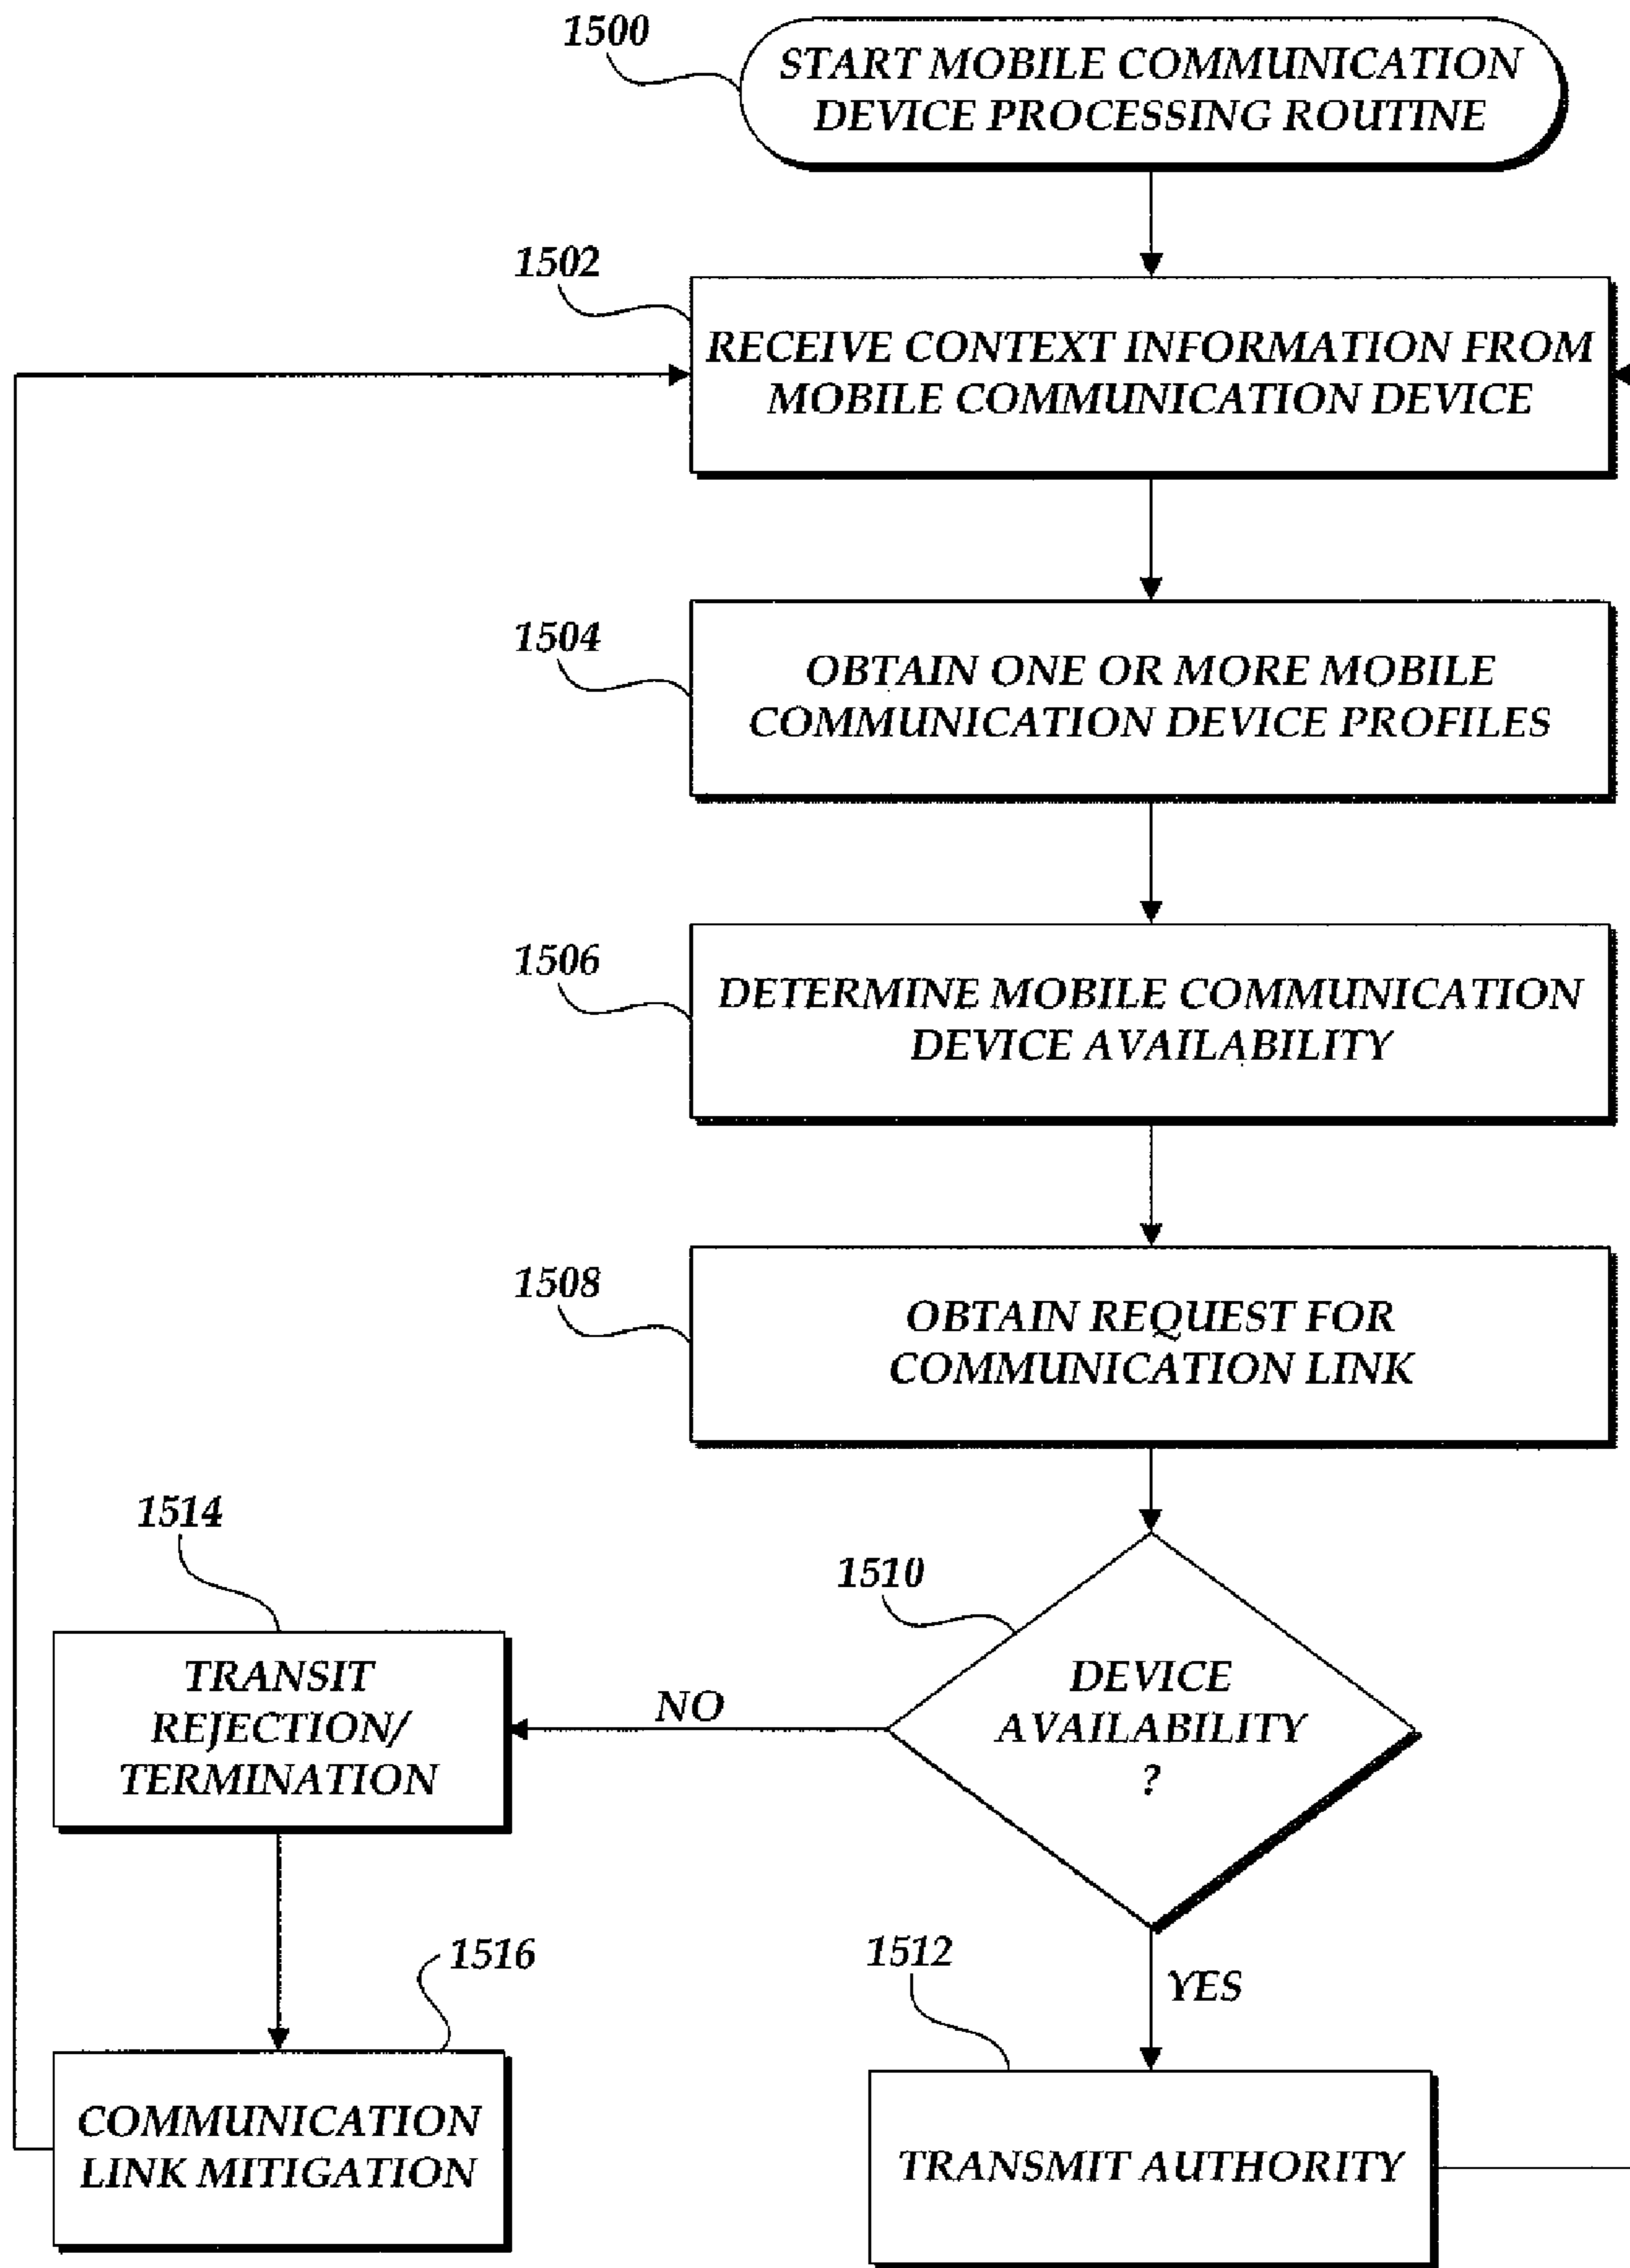 1500
START MOBILE COMMUNICATION
DEVICE PROCESSING ROUTINE
1502
RECEIVE CONTEXT INFORMATION FROM
MOBILE COMMUNICATION DEVICE
1504
OBTAIN ONE OR MORE MOBILE
COMMUNICATION DEVICE PROFILES
1506
DETERMINE MOBILE COMMUNICATION
DEVICE AVAILABILITY
1508
OBTAIN REQUEST FOR
COMMUNICATION LINK
1510
DEVICE
AVAILABILITY
?
NO
1514
TRANSIT
REJECTION/
TERMINATION
1516
COMMUNICATION
LINK MITIGATION
YES
1512
TRANSMIT AUTHORITY